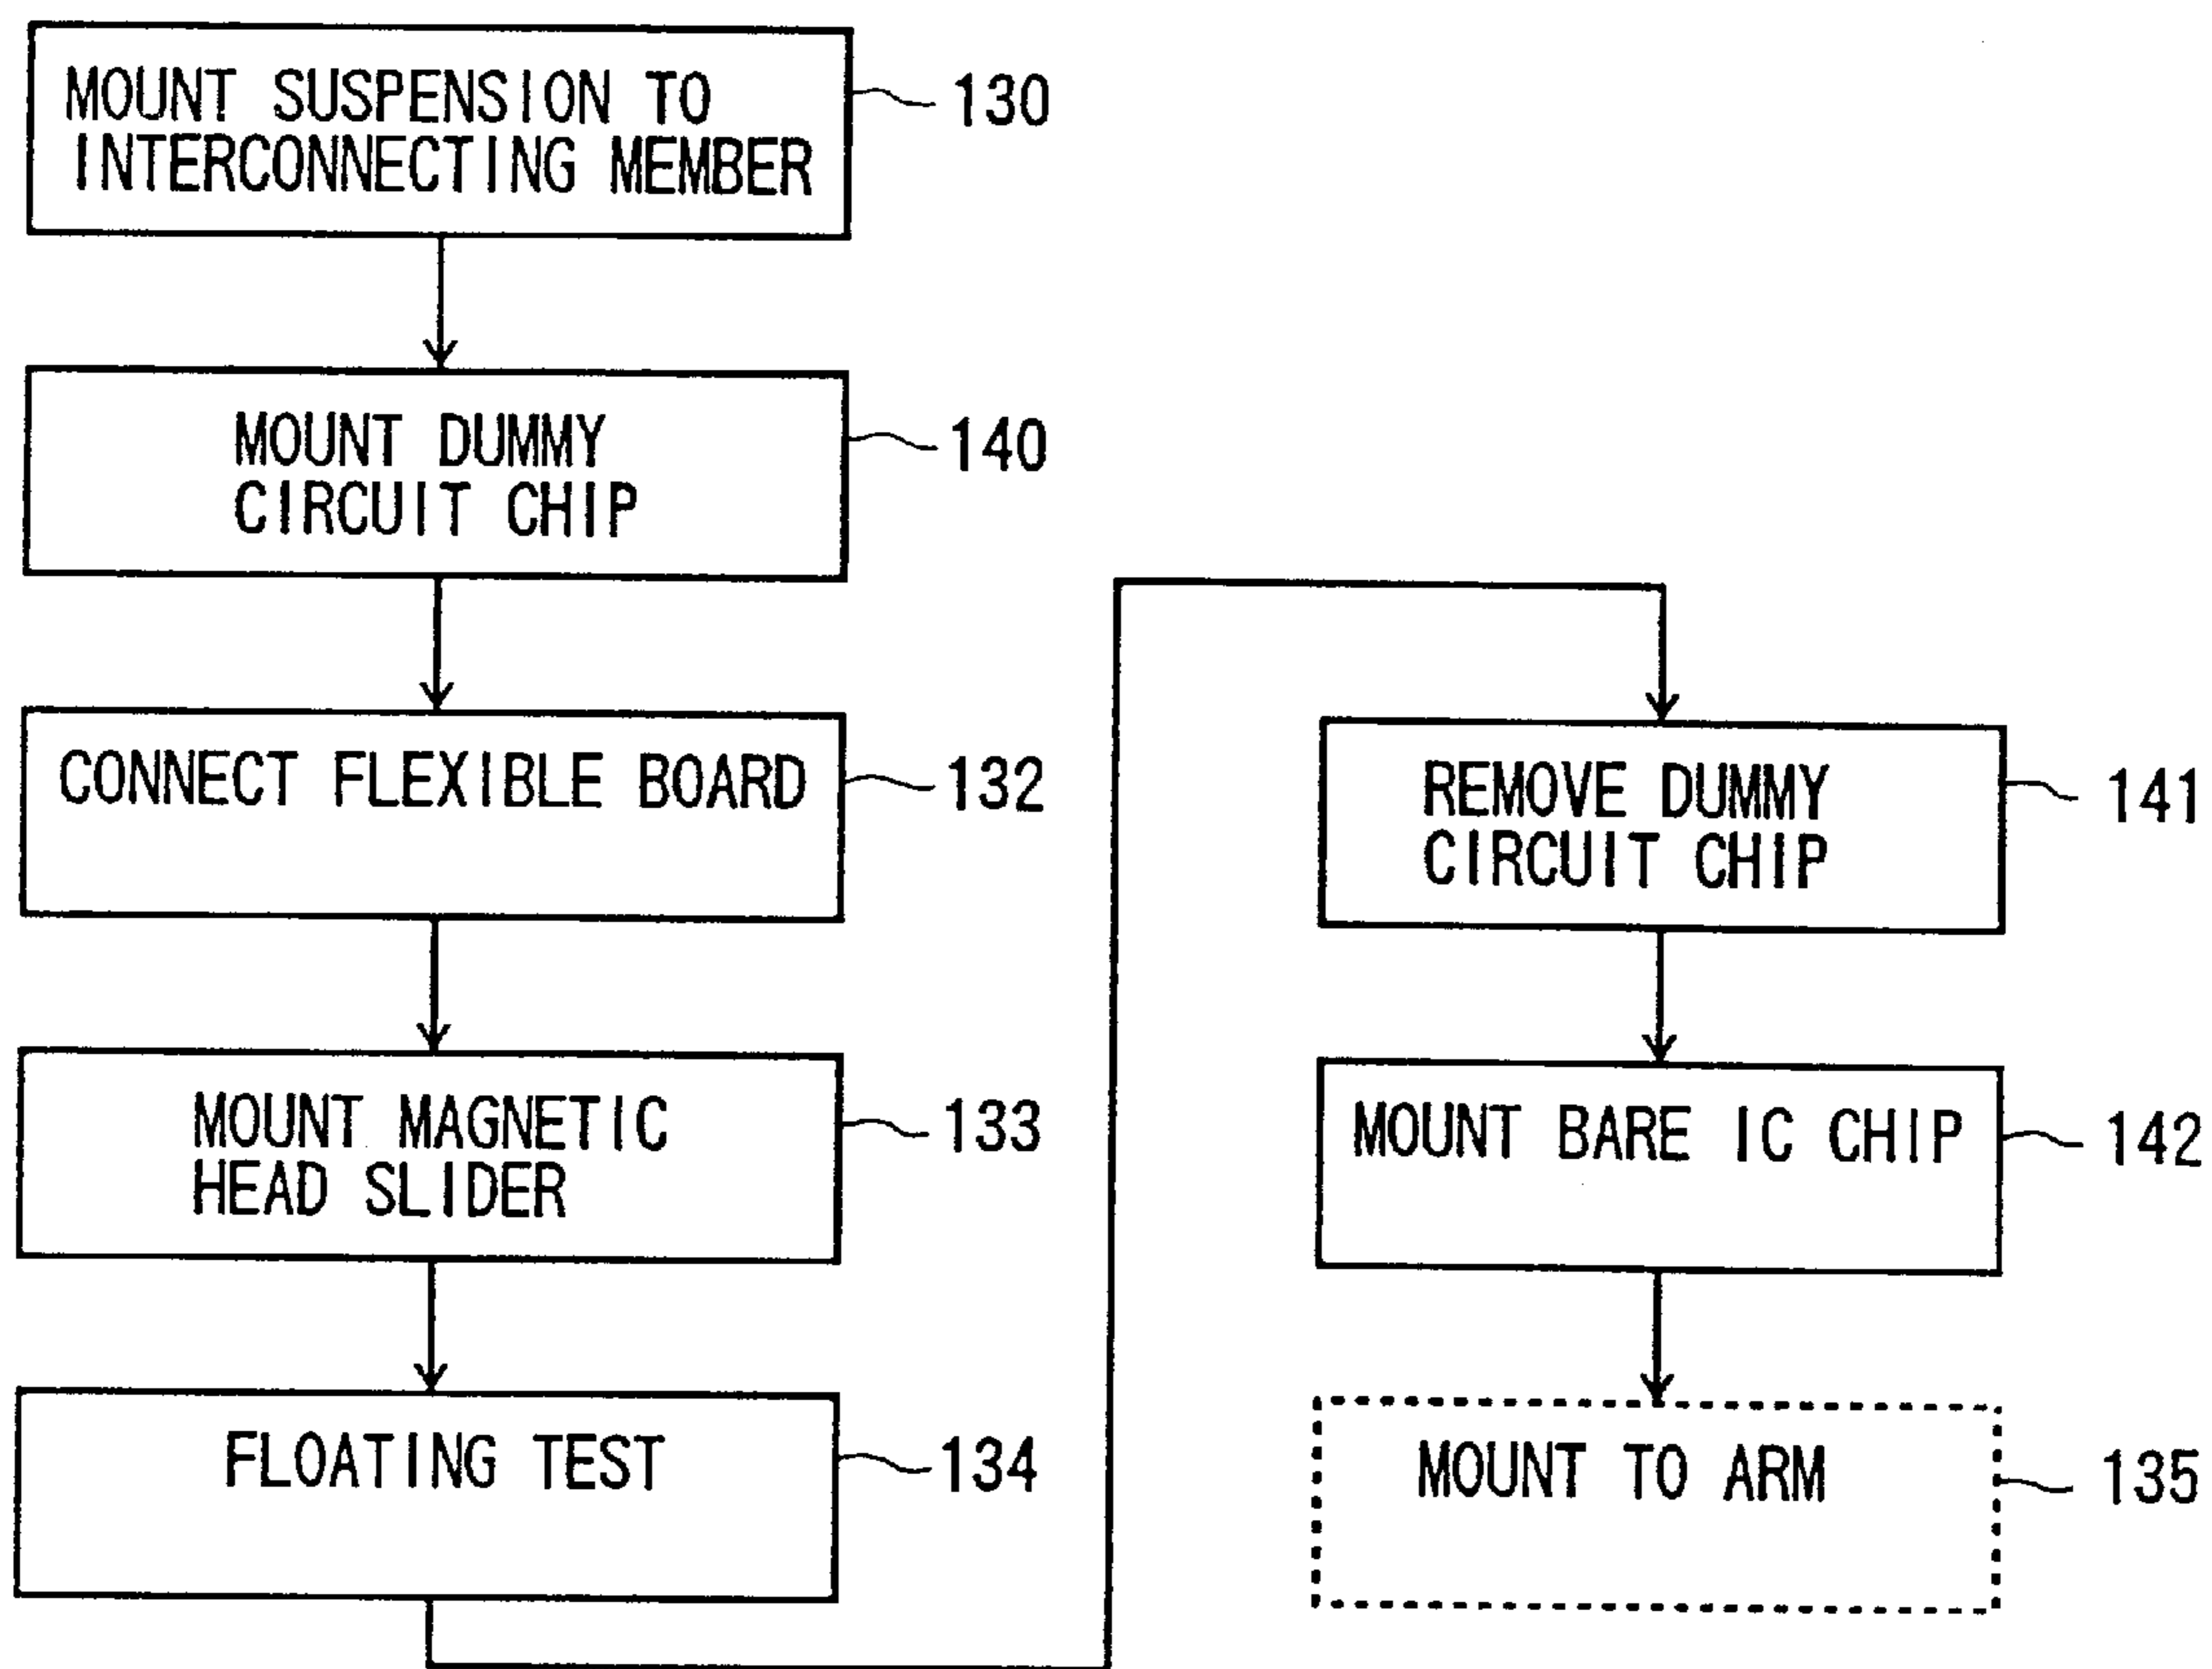 MOUNT SUSPENSION TO
INTERCONNECTING MEMBER
130
MOUNT DUMMY
CIRCUIT CHIP
140
CONNECT FLEXIBLE BOARD
132
MOUNT MAGNETIC
HEAD SLIDER
133
FLOATING TEST
134
REMOVE DUMMY
CIRCUIT CHIP
141
MOUNT BARE IC CHIP
142
MOUNT TO ARM
135